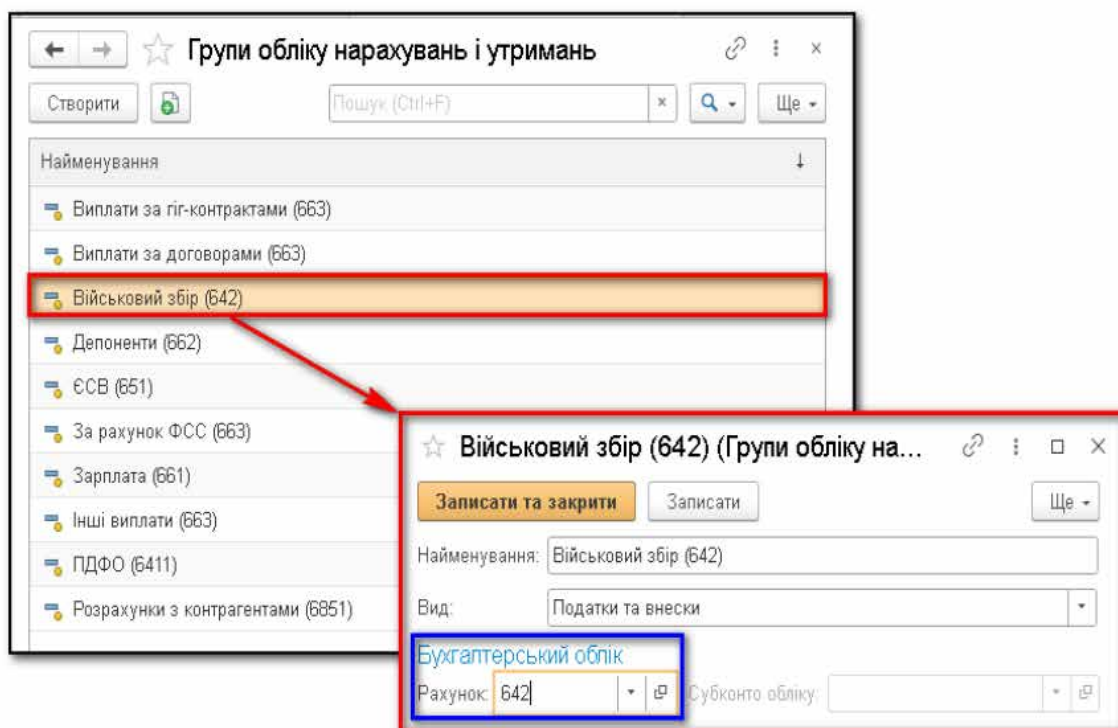 Групи обліку нарахувань і утримань
Створити
Пошук (Ctrl+F)
Ще
Найменування
Виплати за гіг-контрактами (663)
Виплати за договорами (663)
Військовий збір (642)
Депоненти (662)
ЄСВ (651)
За рахунок ФСС (663)
Зарплата (661)
Інші виплати (663)
ПДФО (6411)
Розрахунки з контрагентами (6851)
Військовий збір (642) (Групи обліку на...
Записати та закрити
Записати
Ще
Найменування: Військовий збір (642)
Вид: Податки та внески
Бухгалтерський облік
Рахунок: 642
Субконто обліку: